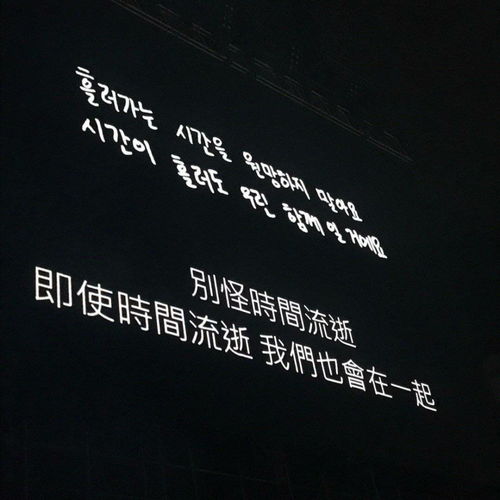 흘러가는 시간을 원망하지 말아요
시간이 흘러도 우린 함께 일 거예요
別怪時間流逝
即使時間流逝 我們也會在一起